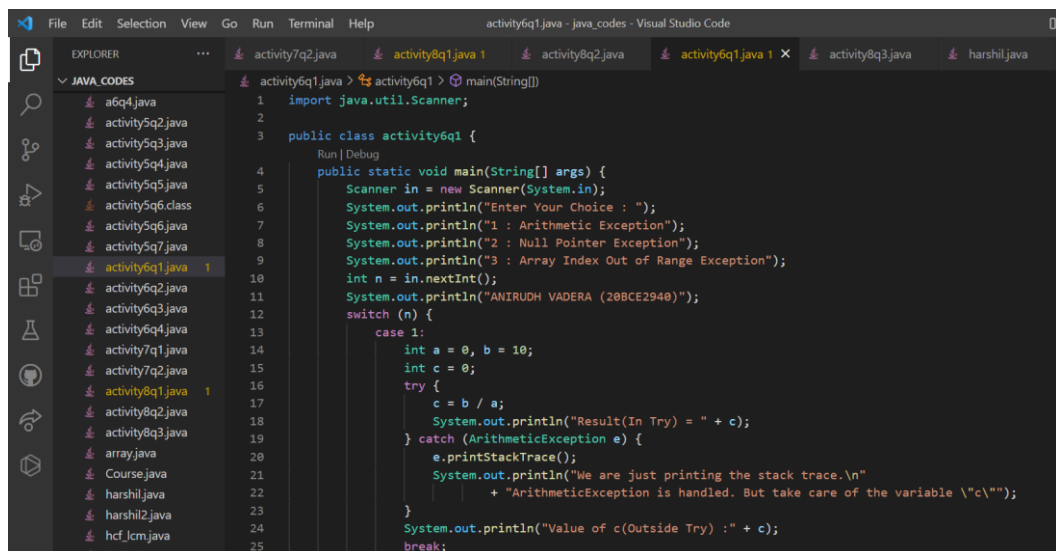 File Edit Selection View Go Run Terminal Help activity6q1.java - java_codes - Visual Studio Code
EXPLORER ... activity7q2.java activity8q1.java 1 activity8q2.java activity6q1.java 1 × activity8q3.java harshil.java
JAVA_CODES
activity6q1.java > activity6q1 > main(String[])
a6q4.java
activity5q2.java
activity5q3.java
activity5q4.java
activity5q5.java
activity5q6.class
activity5q6.java
activity5q7.java
activity6q1.java 1
activity6q2.java
activity6q3.java
activity6q4.java
activity7q1.java
activity7q2.java
activity8q1.java 1
activity8q2.java
activity8q3.java
array.java
Course.java
harshil.java
harshil2.java
hcf_lcm.java
1 import java.util.Scanner;
2
3 public class activity6q1 {
Run | Debug
4 public static void main(String[] args) {
5 Scanner in = new Scanner(System.in);
6 System.out.println("Enter Your Choice : ");
7 System.out.println("1 : Arithmetic Exception");
8 System.out.println("2 : Null Pointer Exception");
9 System.out.println("3 : Array Index Out of Range Exception");
10 int n = in.nextInt();
11 System.out.println("ANIRUDH VADERA (20BCE2940)");
12 switch (n) {
13 case 1:
14 int a = 0, b = 10;
15 int c = 0;
16 try {
17 c = b / a;
18 System.out.println("Result(In Try) = " + c);
19 } catch (ArithmeticException e) {
20 e.printStackTrace();
21 System.out.println("We are just printing the stack trace.\n"
22 + "ArithmeticException is handled. But take care of the variable \"c\"");
23 }
24 System.out.println("Value of c(Outside Try) :" + c);
25 break;